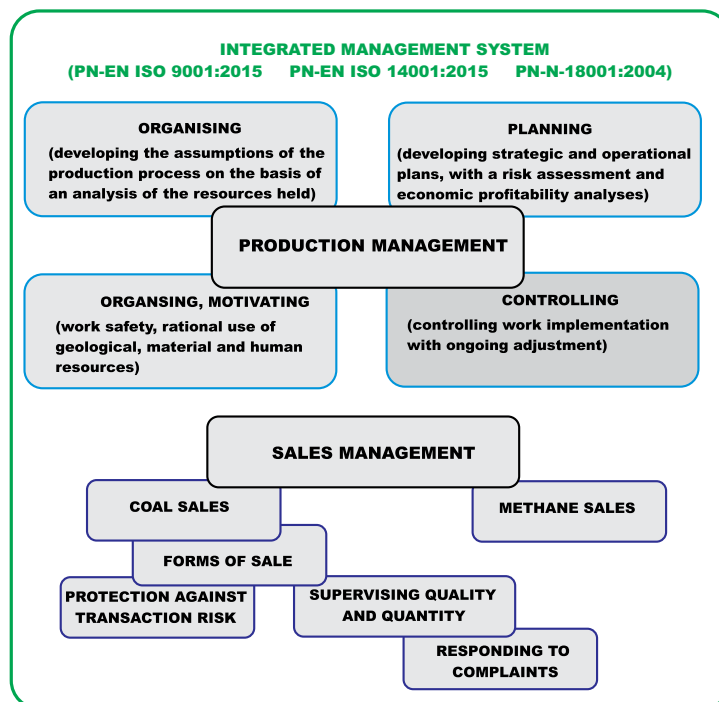 INTEGRATED MANAGEMENT SYSTEM
(PN-EN ISO 9001:2015 PN-EN ISO 14001:2015 PN-N-18001:2004)
ORGANISING
(developing the assumptions of the
production process on the basis of
an analysis of the resources held)
PLANNING
(developing strategic and operational
plans, with a risk assessment and
economic profitability analyses)
PRODUCTION MANAGEMENT
ORGANSING, MOTIVATING
(work safety, rational use of
geological, material and human
resources)
CONTROLLING
(controlling work implementation
with ongoing adjustment)
SALES MANAGEMENT
COAL SALES
METHANE SALES
FORMS OF SALE
PROTECTION AGAINST
TRANSACTION RISK
SUPERVISING QUALITY
AND QUANTITY
RESPONDING TO
COMPLAINTS